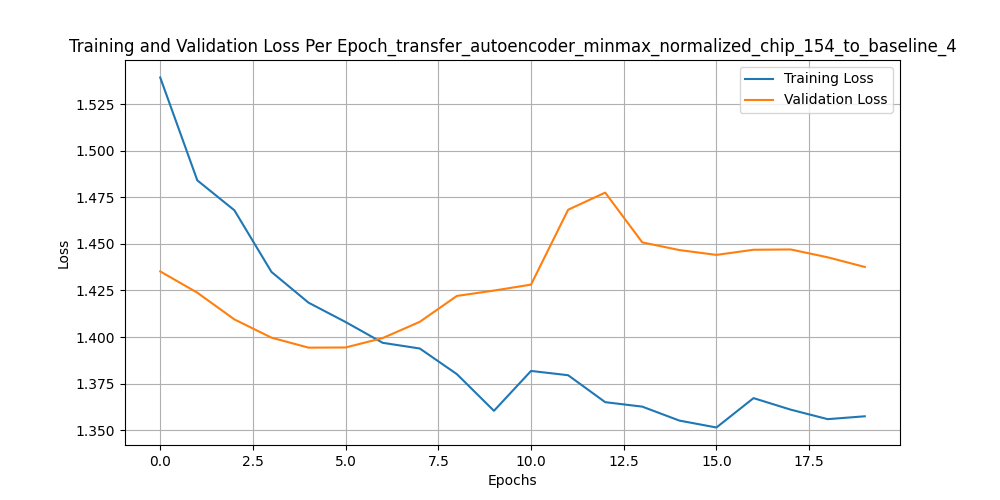 Training and Validation Loss Per Epoch_transfer_autoencoder_minmax_normalized_chip_154_to_baseline_4
Training Loss
Validation Loss
1.525
1.500
1.475
1.450
1.425
1.400
1.375
1.350
Loss
0.0 2.5 5.0 7.5 10.0 12.5 15.0 17.5
Epochs